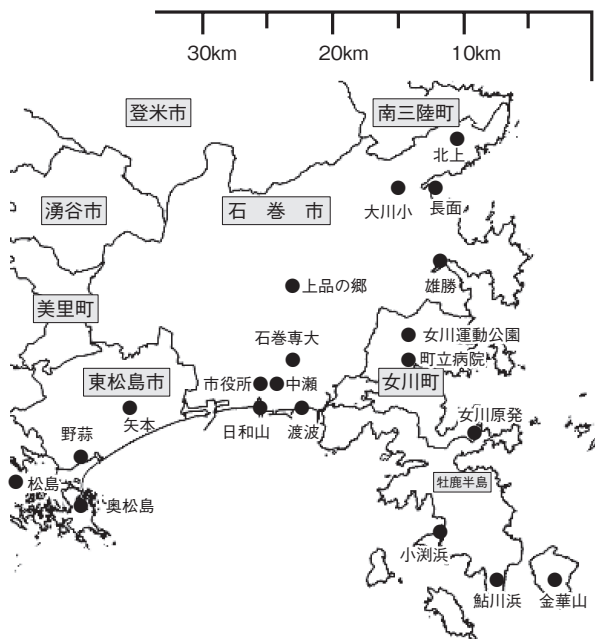 30km
20km
10km
登米市
南三陸町
北上
湧谷市
石巻市
大川小
長面
上品の郷
雄勝
美里町
石巻専大
女川運動公園
町立病院
東松島市
市役所
中瀬
女川町
矢本
日和山
渡波
女川原発
野蒜
松島
牡鹿半島
奥松島
小渕浜
鮎川浜
金華山